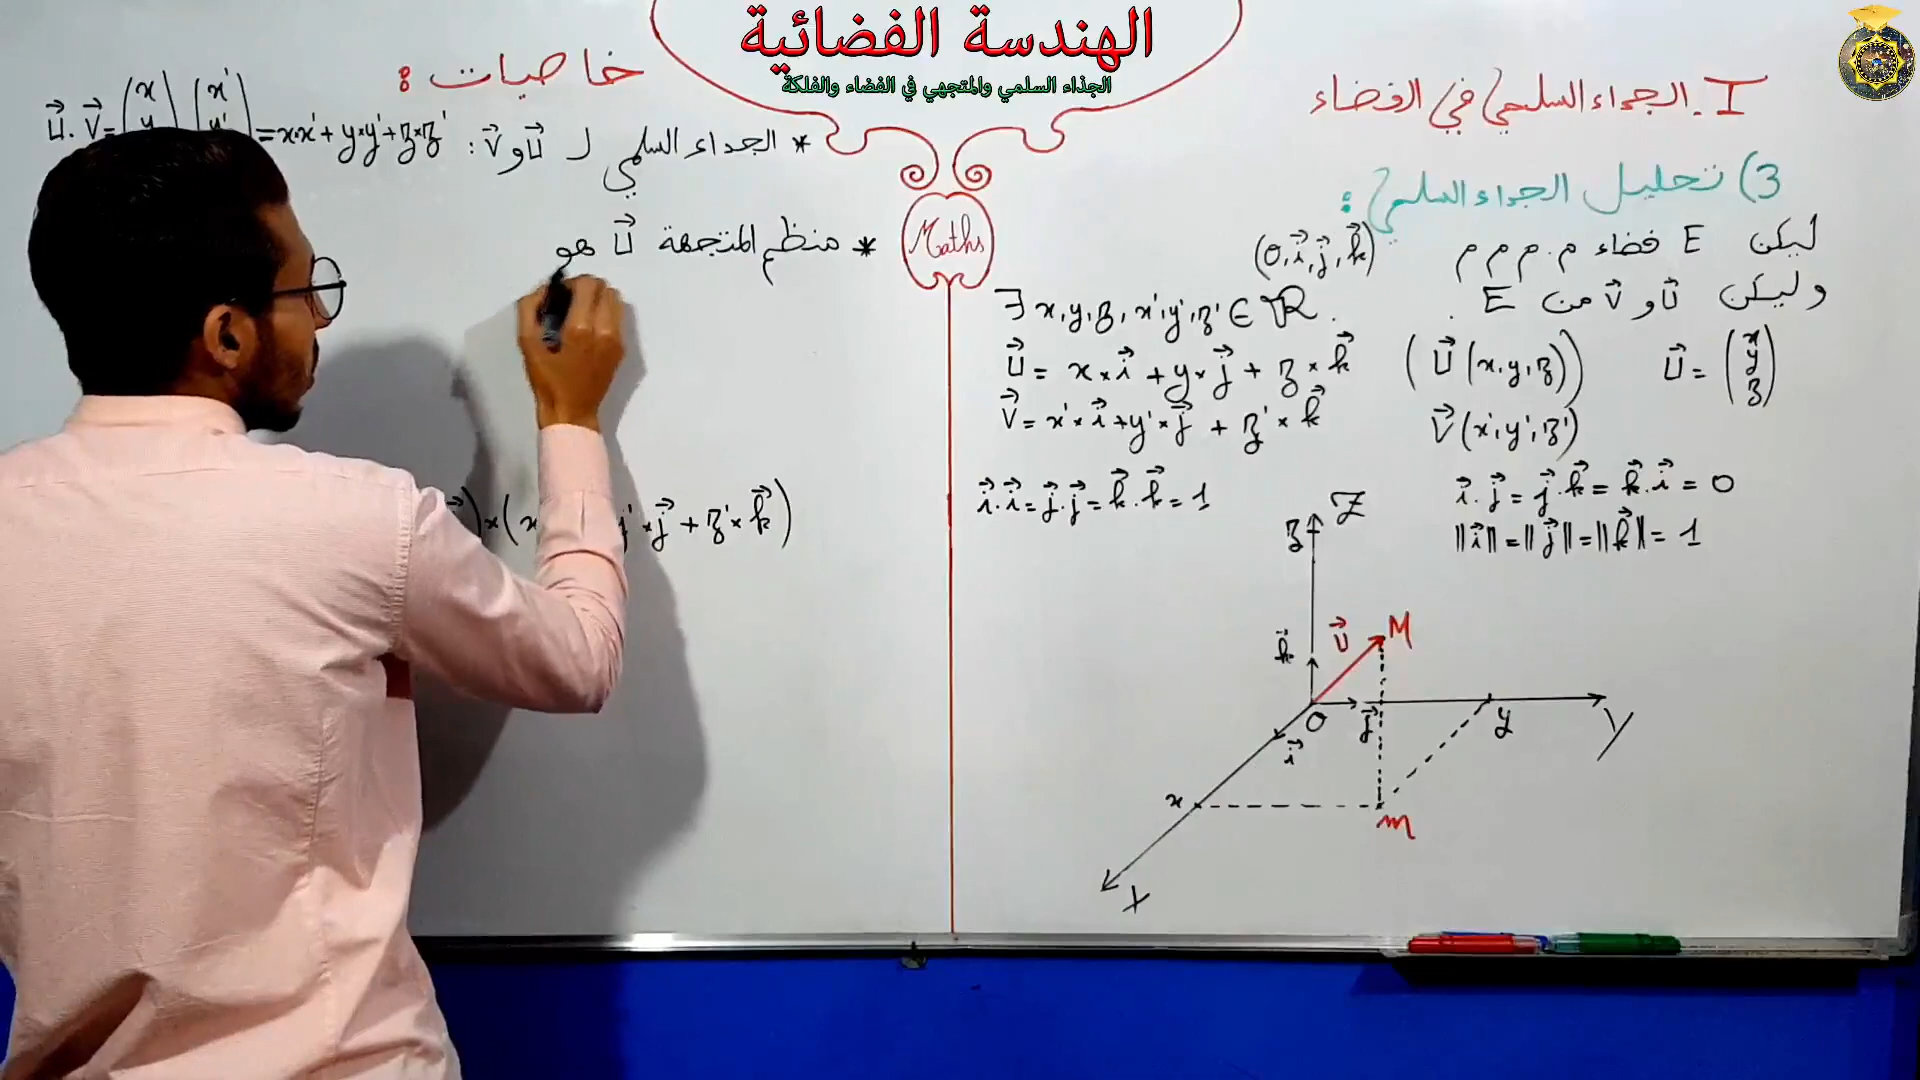 الهندسة الفضائية
الجذاء السلمي والمتجهي في الفضاء والفلكة
Maths
I. الجداء السلمي في الفضاء
3) تحليل الجداء السلمي :
ليكن E فضاء م.م.م.م (O, i⃗, j⃗, k⃗)
وليكن U⃗ و V⃗ من E .
∃ x, y, z, x', y', z' ∈ ℝ .
U⃗ = x × i⃗ + y × j⃗ + z × k⃗ (U⃗ (x, y, z)) U⃗ = (x y z)
V⃗ = x' × i⃗ + y' × j⃗ + z' × k⃗ V⃗ (x', y', z')
i⃗ . i⃗ = j⃗ . j⃗ = k⃗ . k⃗ = 1 i⃗ . j⃗ = j⃗ . k⃗ = k⃗ . i⃗ = 0
||i⃗|| = ||j⃗|| = ||k⃗|| = 1
z Z
k⃗ U⃗ M
O j⃗ y Y
i⃗
x m
X
خاصيات :
* الجداء السلمي ل U⃗ و V⃗ : U⃗ . V⃗ = (x y (x' y' = x × x' + y × y' + z × z'
* منظم المتجهة U⃗ هو
) × (x j' × j⃗ + z' × k⃗)